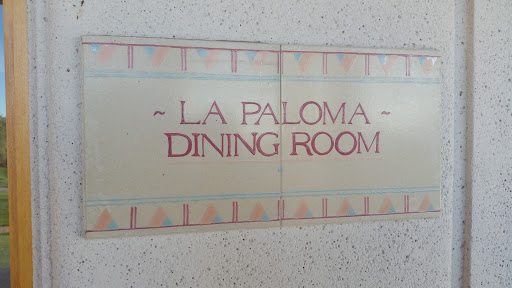 ~ LA PALOMA ~
DINING ROOM